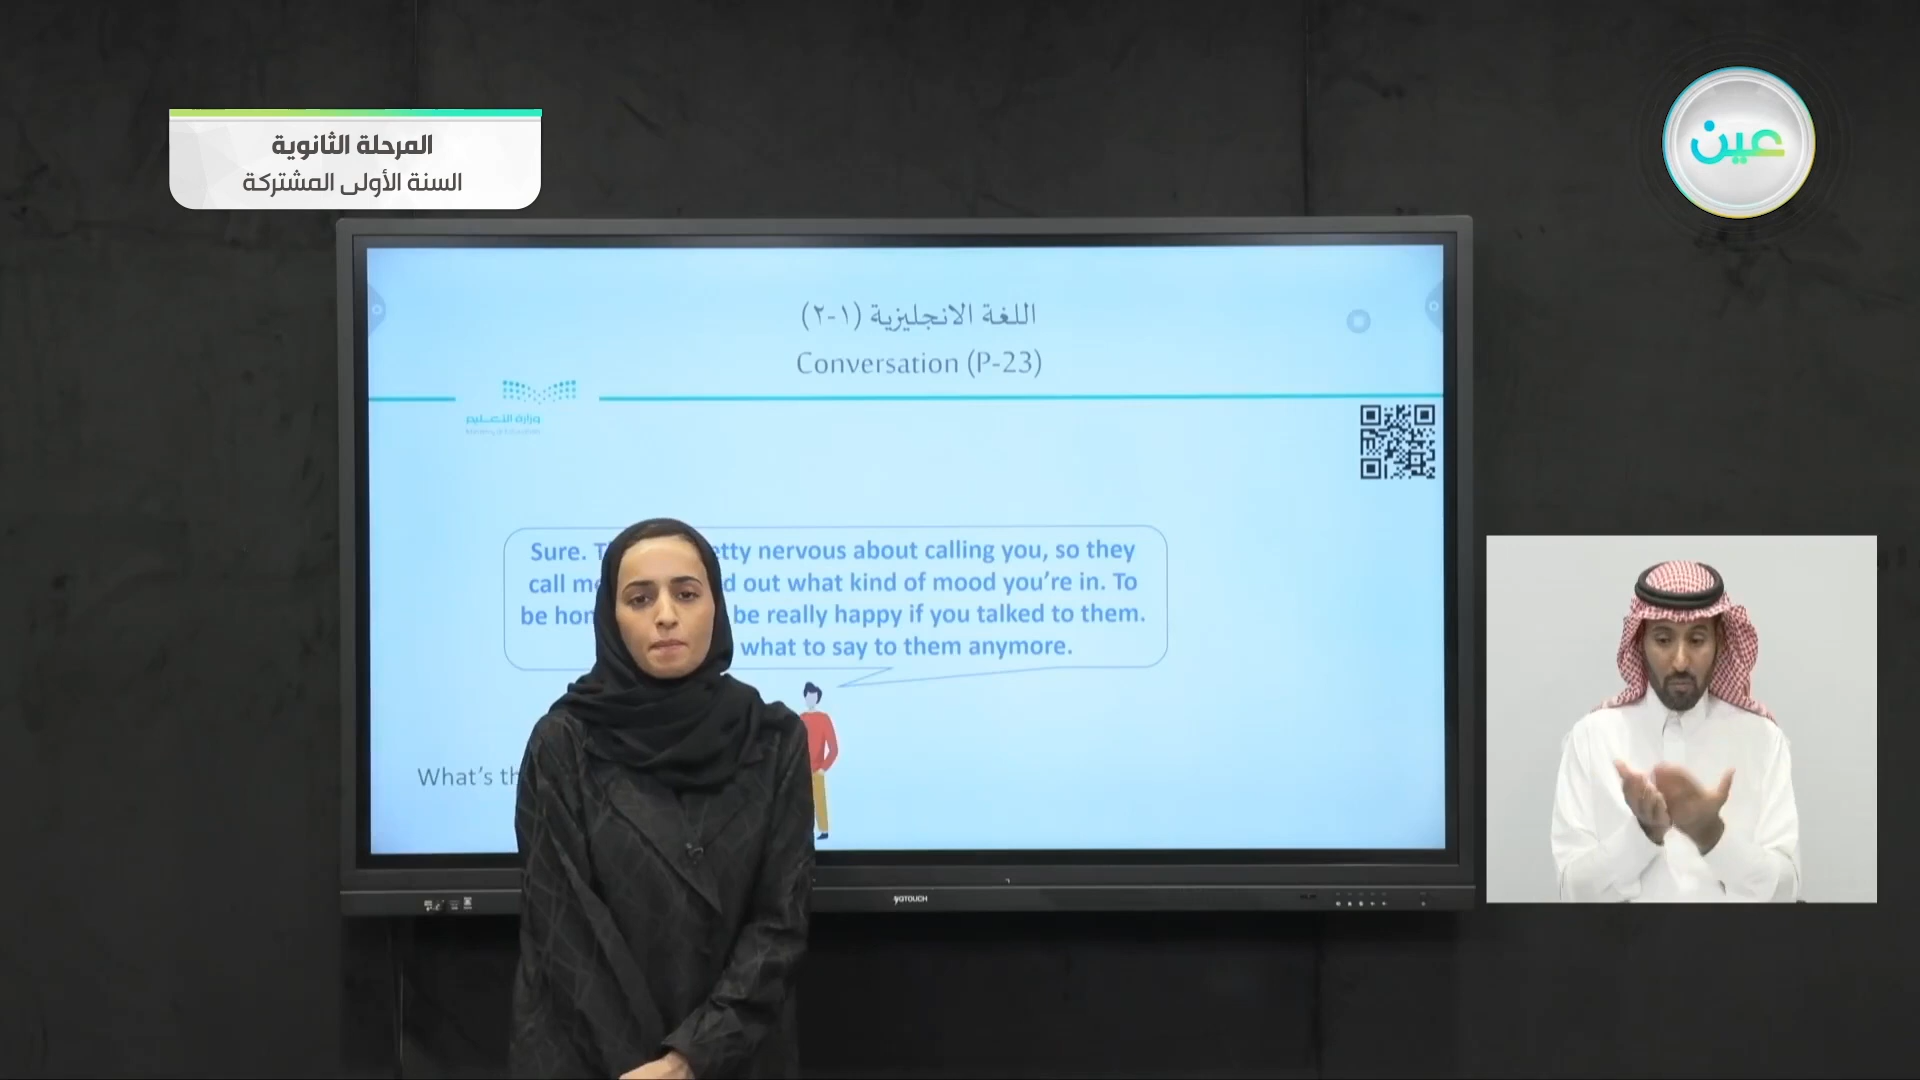 المرحلة الثانوية
السنة الأولى المشتركة
عين
اللغة الانجليزية (١-٢)
Conversation (P-23)
وزارة التعليم
Sure. T etty nervous about calling you, so they
call me d out what kind of mood you're in. To
be hon be really happy if you talked to them.
what to say to them anymore.
What's th